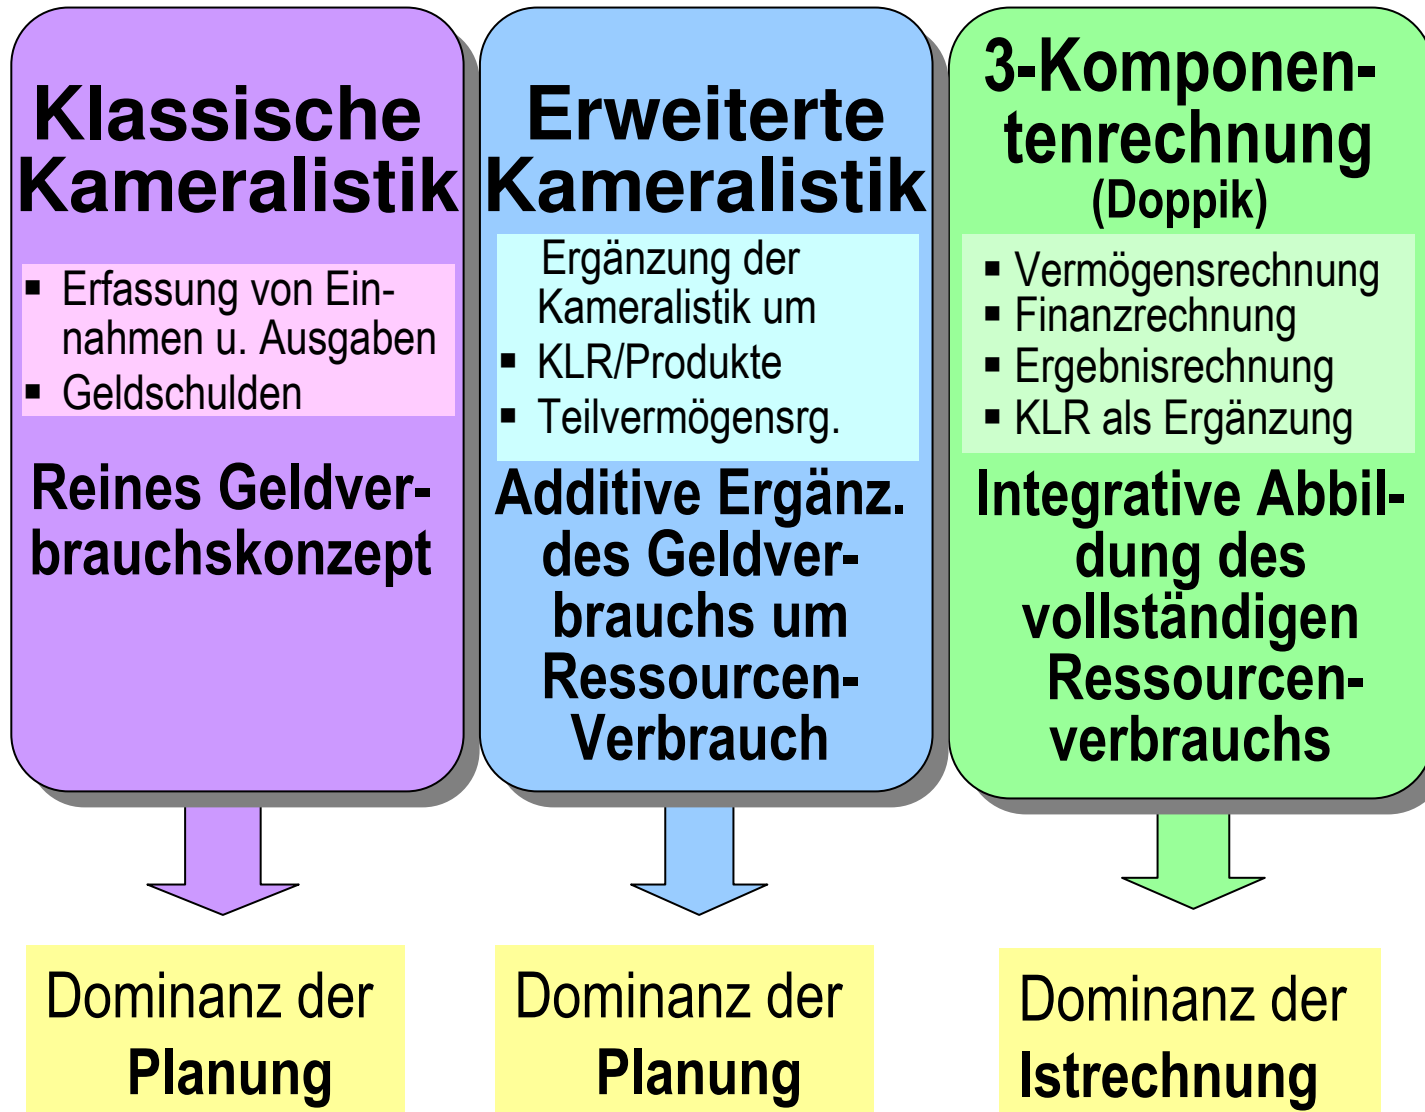 Klassische
Kameralistik
▪ Erfassung von Ein-
nahmen u. Ausgaben
▪ Geldschulden
Reines Geldver-
brauchskonzept
Erweiterte
Kameralistik
Ergänzung der
Kameralistik um
▪ KLR/Produkte
▪ Teilvermögensrg.
Additive Ergänz.
des Geldver-
brauchs um
Ressourcen-
Verbrauch
3-Komponen-
tenrechnung
(Doppik)
▪ Vermögensrechnung
▪ Finanzrechnung
▪ Ergebnisrechnung
▪ KLR als Ergänzung
Integrative Abbil-
dung des
vollständigen
Ressourcen-
verbrauchs
Dominanz der
Planung
Dominanz der
Planung
Dominanz der
Istrechnung